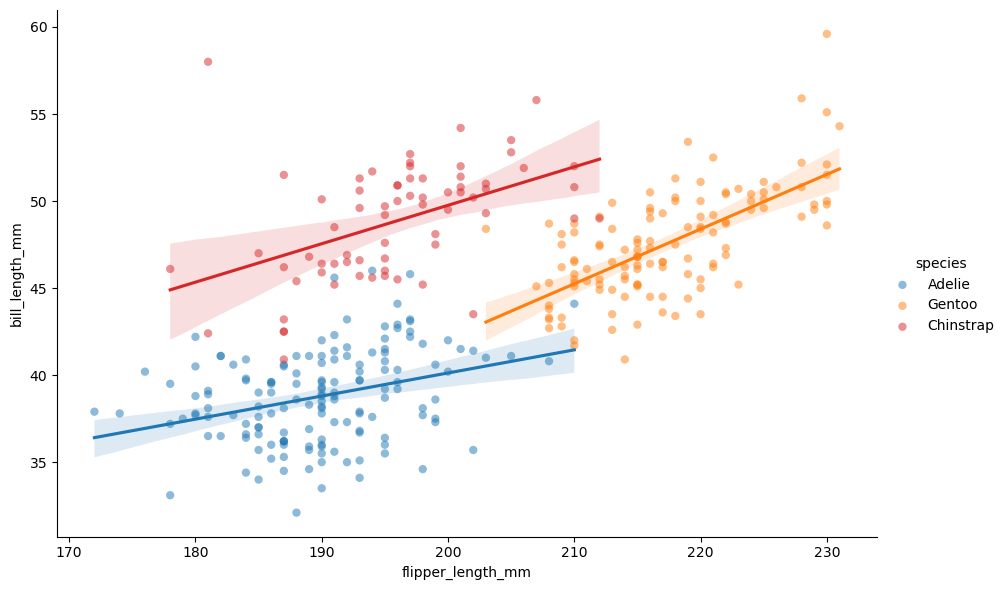 60
55
50
45
40
35
bill_length_mm
170 180 190 200 210 220 230
flipper_length_mm
species
Adelie
Gentoo
Chinstrap